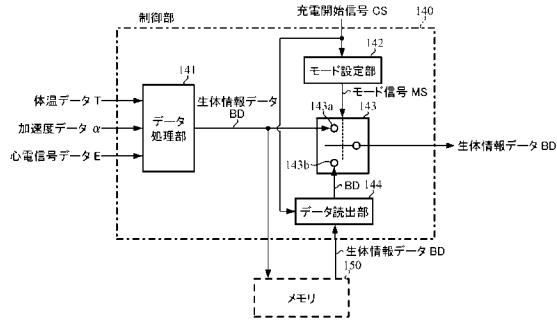 充電開始信号 CS
制御部
140
142
モード設定部
モード信号 MS
141
データ
処理部
体温データ T
加速度データ α
心電信号データ E
生体情報データ
BD
143a
143
143b
生体情報データ BD
BD
144
データ読出部
生体情報データ BD
150
メモリ